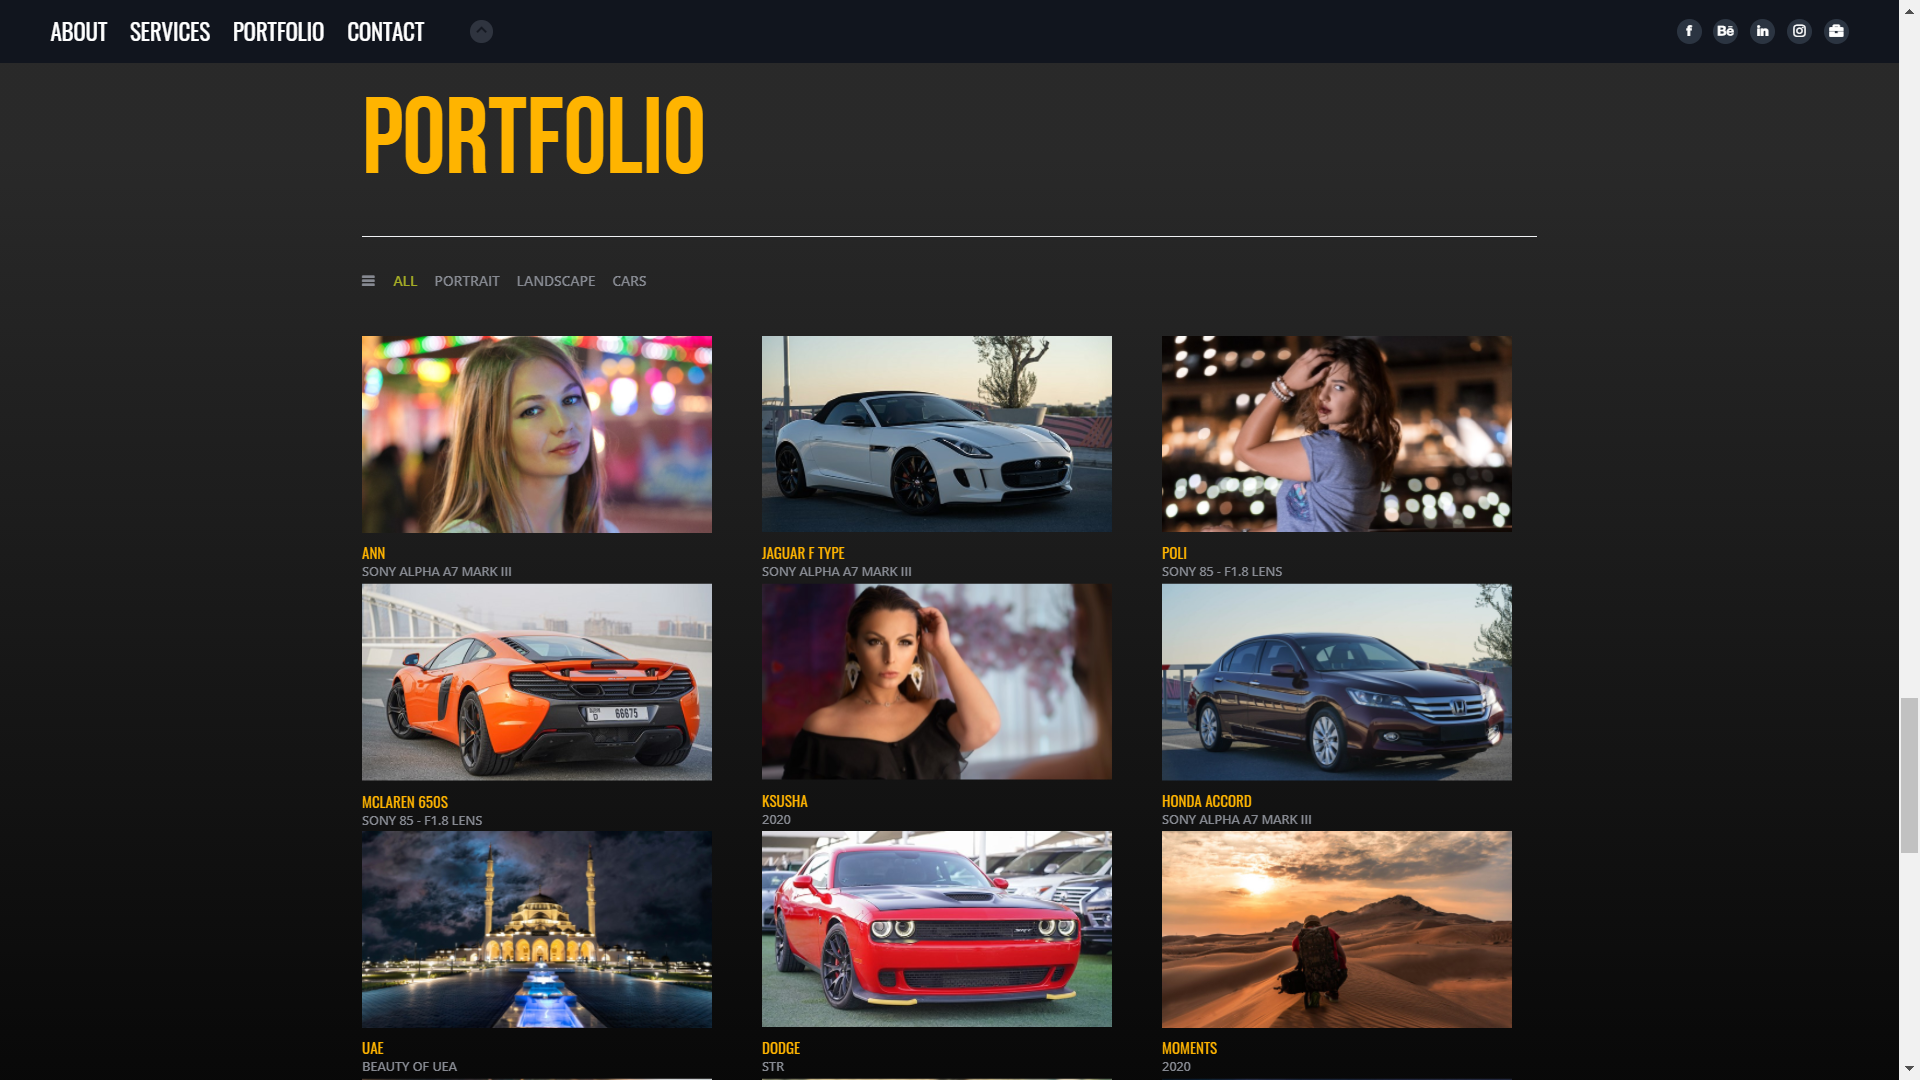 ABOUT SERVICES PORTFOLIO CONTACT
f Bē in
PORTFOLIO
ALL PORTRAIT LANDSCAPE CARS
ANN
SONY ALPHA A7 MARK III
JAGUAR F TYPE
SONY ALPHA A7 MARK III
POLI
SONY 85 - F1.8 LENS
D 66675
MCLAREN 650S
SONY 85 - F1.8 LENS
KSUSHA
2020
HONDA ACCORD
SONY ALPHA A7 MARK III
UAE
BEAUTY OF UEA
DODGE
STR
MOMENTS
2020